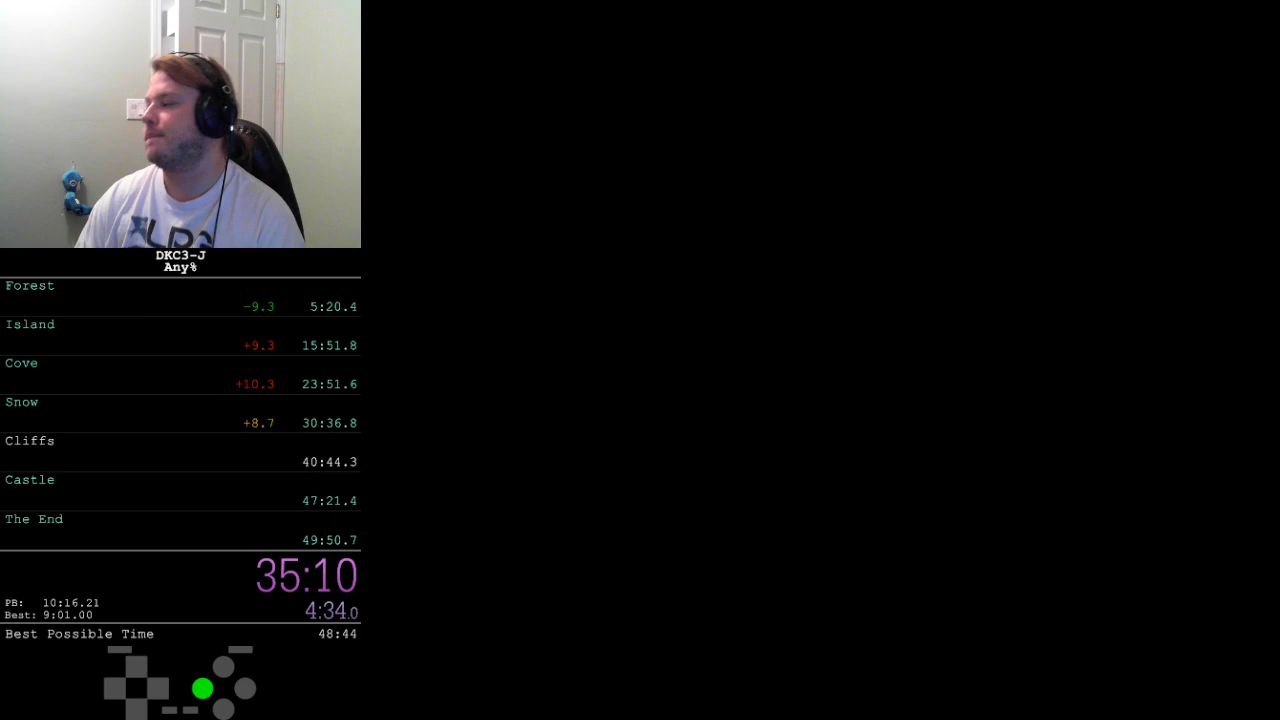 DKC3-J
Any%
Forest
-9.3 5:20.4
Island
+9.3 15:51.8
Cove
+10.3 23:51.6
Snow
+8.7 30:36.8
Cliffs
40:44.3
Castle
47:21.4
The End
49:50.7
35:10
PB: 10:16.21
4:34.0
Best: 9:01.00
Best Possible Time 48:44